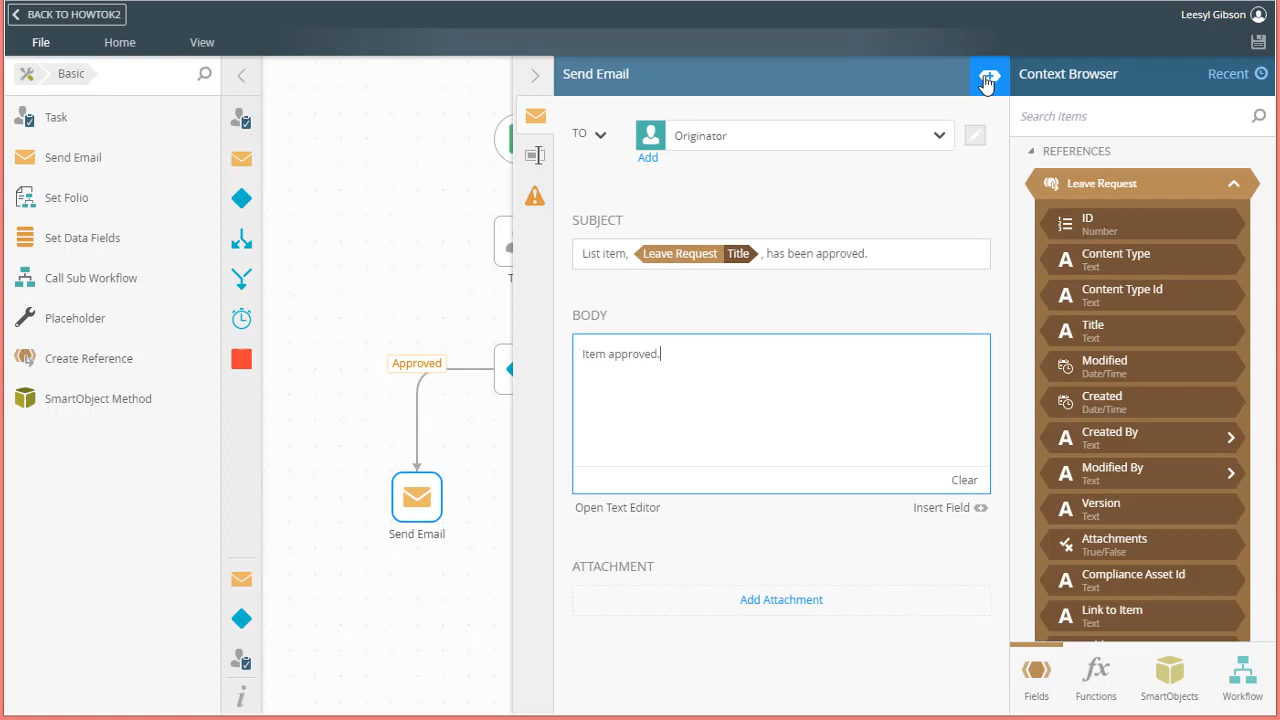 BACK TO HOWTOK2
Leesyl Gibson
File
Home
View
Basic
Task
Send Email
Set Folio
Set Data Fields
Call Sub Workflow
Placeholder
Create Reference
SmartObject Method
Approved
Send Email
Send Email
TO
Originator
Add
SUBJECT
List item, Leave Request Title , has been approved.
BODY
Item approved.
Clear
Open Text Editor
Insert Field
ATTACHMENT
Add Attachment
Context Browser
Recent
Search Items
REFERENCES
Leave Request
ID
Number
Content Type
Text
Content Type Id
Text
Title
Text
Modified
Date/Time
Created
Date/Time
Created By
Text
Modified By
Text
Version
Text
Attachments
True/False
Compliance Asset Id
Text
Link to Item
Text
Fields
Functions
SmartObjects
Workflow